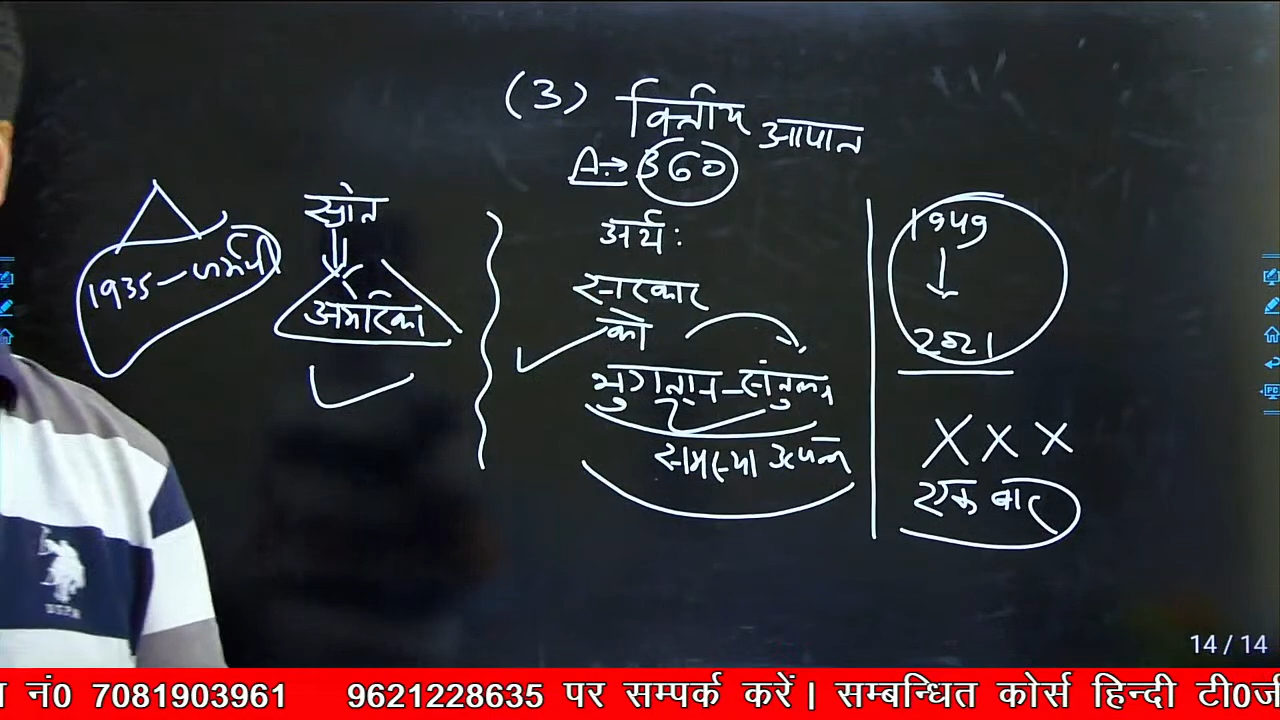 (3) वित्तीय आपात
A→ 360
1935 – जर्मनी
स्रोत
अमेरिका
अर्थ:
सरकार
को
भुगतान-संतुलन
समस्या उत्पन्न
1949
2021
X X X
एक बार
USPA
14 / 14
नं0 7081903961 9621228635 पर सम्पर्क करें | सम्बन्धित कोर्स हिन्दी टी0जी